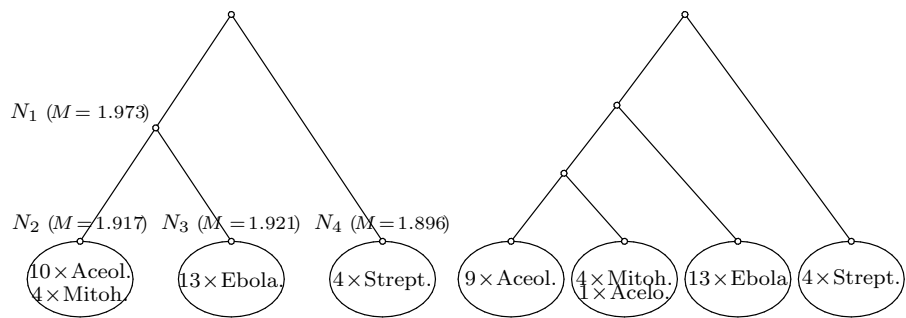 N₁ (M = 1.973)
N₂ (M = 1.917) N₃ (M = 1.921) N₄ (M = 1.896)
10×Aceol.
4×Mitoh.
13×Ebola.
4×Strept.
9×Aceol.
4×Mitoh.
1×Acelo.
13×Ebola
4×Strept.